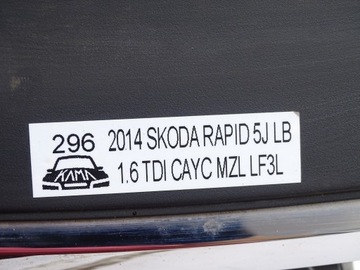 296 2014 SKODA RAPID 5J LB
KAMA 1.6 TDI CAYC MZL LF3L